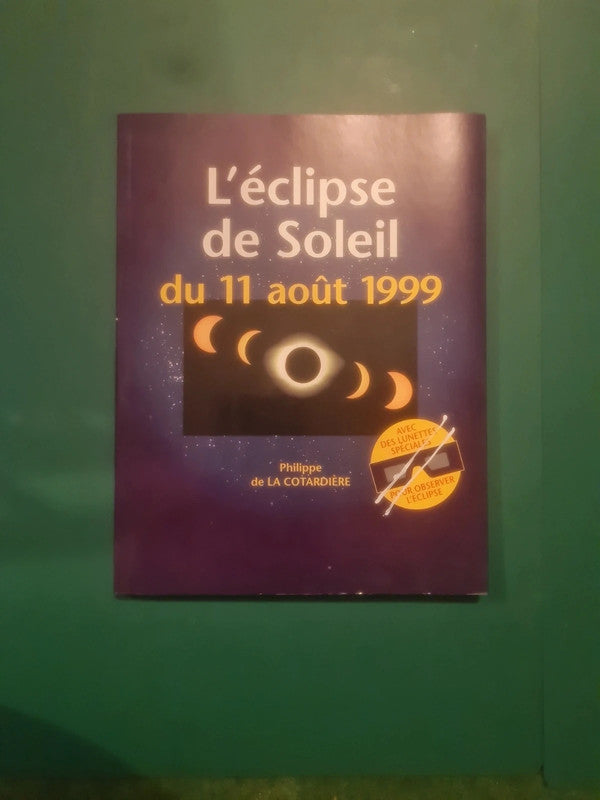 L'éclipse
de Soleil
du 11 août 1999
Philippe
de LA COTARDIÈRE
AVEC
DES LUNETTES
SPÉCIALES
POUR OBSERVER
L'ÉCLIPSE